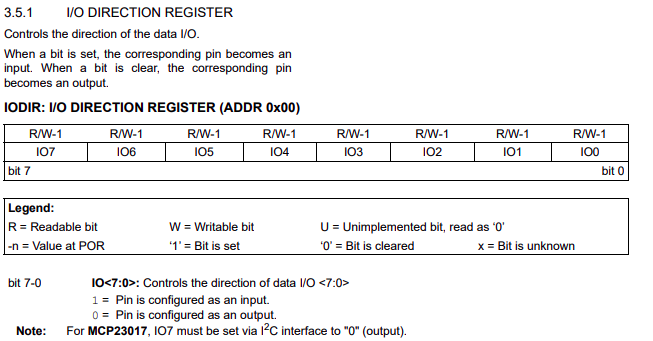 3.5.1 I/O DIRECTION REGISTER
Controls the direction of the data I/O.
When a bit is set, the corresponding pin becomes an
input. When a bit is clear, the corresponding pin
becomes an output.
IODIR: I/O DIRECTION REGISTER (ADDR 0x00)
R/W-1 R/W-1 R/W-1 R/W-1 R/W-1 R/W-1 R/W-1 R/W-1
IO7 IO6 IO5 IO4 IO3 IO2 IO1 IO0
bit 7 bit 0
Legend:
R = Readable bit W = Writable bit U = Unimplemented bit, read as ‘0’
-n = Value at POR ‘1’ = Bit is set ‘0’ = Bit is cleared x = Bit is unknown
bit 7-0 IO<7:0>: Controls the direction of data I/O <7:0>
1 = Pin is configured as an input.
0 = Pin is configured as an output.
Note: For MCP23017, IO7 must be set via I²C interface to "0" (output).